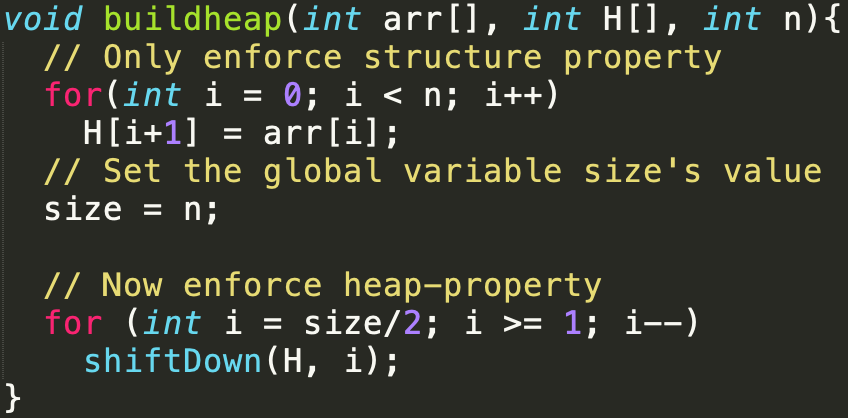 void buildheap(int arr[], int H[], int n){
  // Only enforce structure property
  for(int i = 0; i < n; i++)
    H[i+1] = arr[i];
  // Set the global variable size's value
  size = n;

  // Now enforce heap-property
  for (int i = size/2; i >= 1; i--)
    shiftDown(H, i);
}